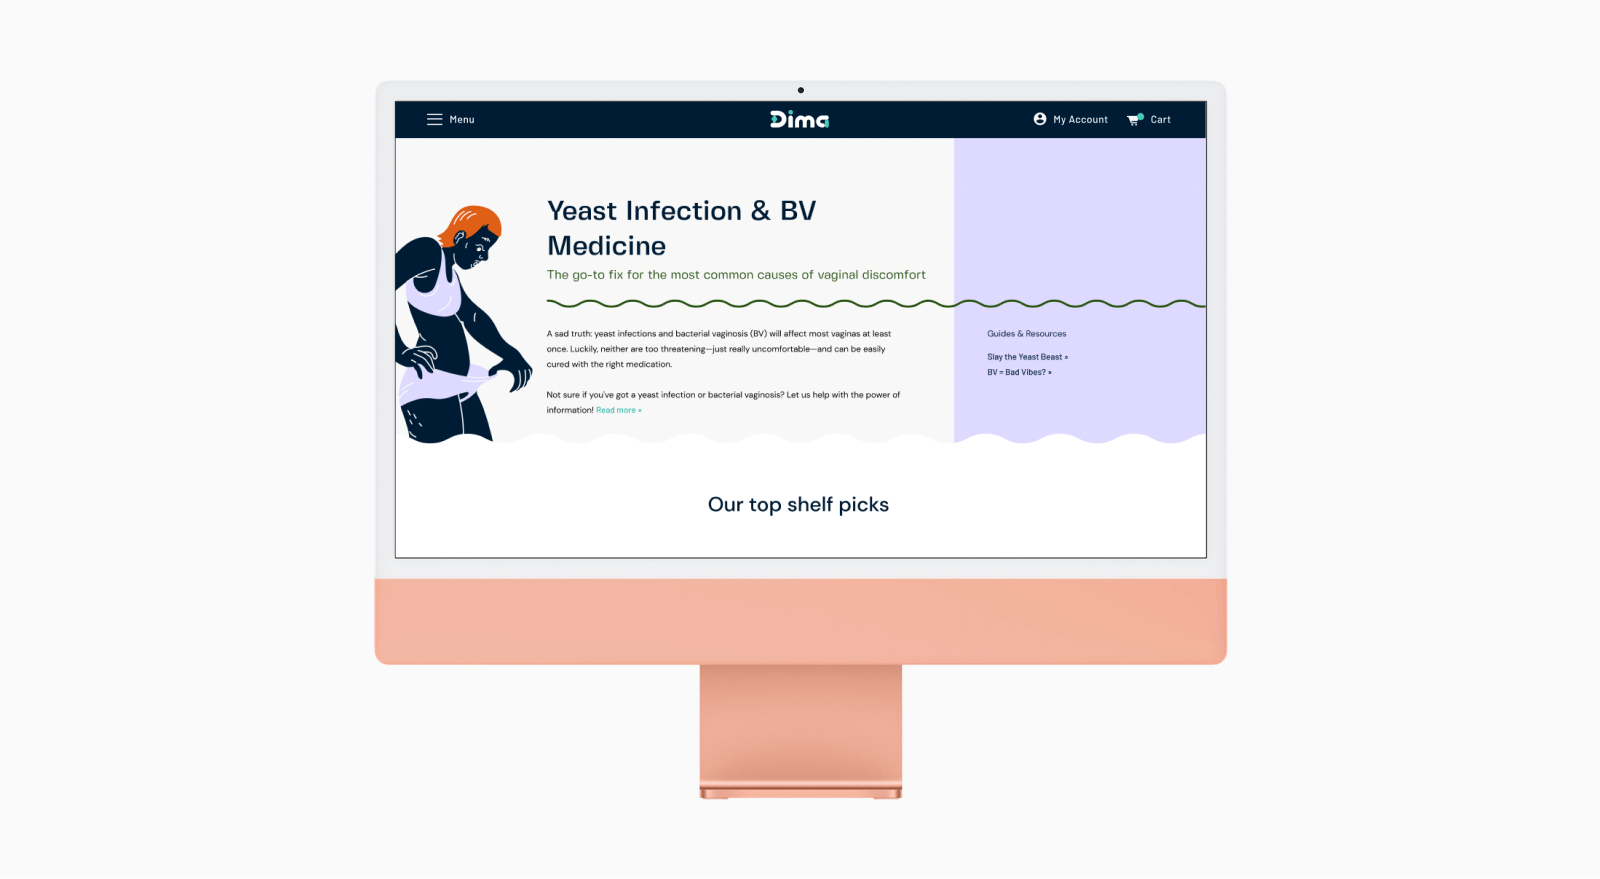 Menu
Dima
My Account
Cart
Yeast Infection & BV
Medicine
The go-to fix for the most common causes of vaginal discomfort
A sad truth: yeast infections and bacterial vaginosis (BV) will affect most vaginas at least
once. Luckily, neither are too threatening—just really uncomfortable—and can be easily
cured with the right medication.
Not sure if you've got a yeast infection or bacterial vaginosis? Let us help with the power of
information! Read more »
Guides & Resources
Slay the Yeast Beast »
BV = Bad Vibes? »
Our top shelf picks